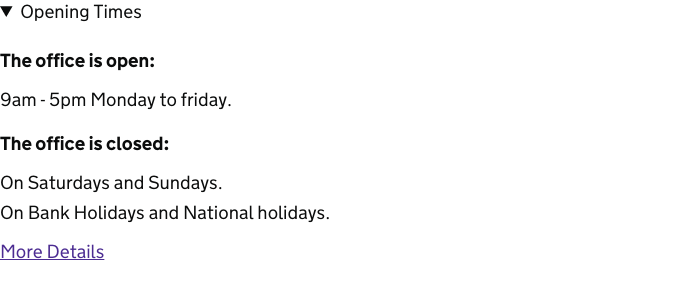 Opening Times
The office is open:
9am - 5pm Monday to friday.
The office is closed:
On Saturdays and Sundays.
On Bank Holidays and National holidays.
More Details